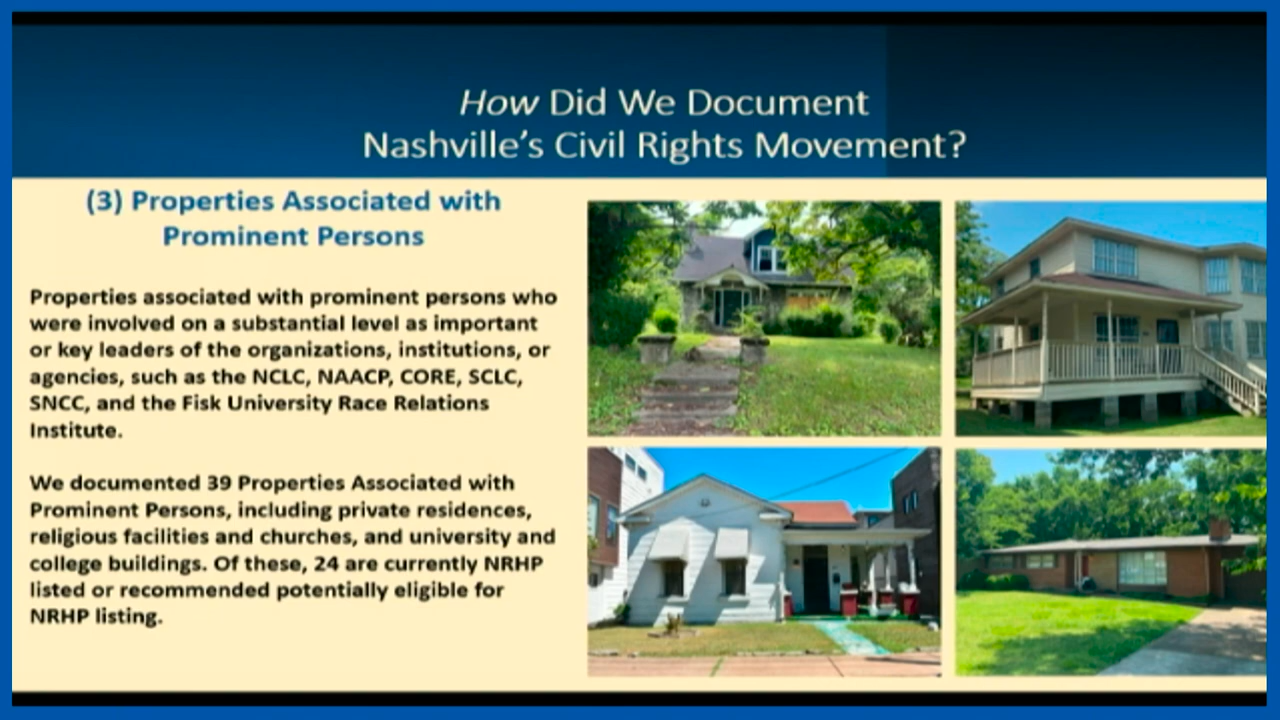 How Did We Document
Nashville's Civil Rights Movement?
(3) Properties Associated with
Prominent Persons
Properties associated with prominent persons who
were involved on a substantial level as important
or key leaders of the organizations, institutions, or
agencies, such as the NCLC, NAACP, CORE, SCLC,
SNCC, and the Fisk University Race Relations
Institute.
We documented 39 Properties Associated with
Prominent Persons, including private residences,
religious facilities and churches, and university and
college buildings. Of these, 24 are currently NRHP
listed or recommended potentially eligible for
NRHP listing.